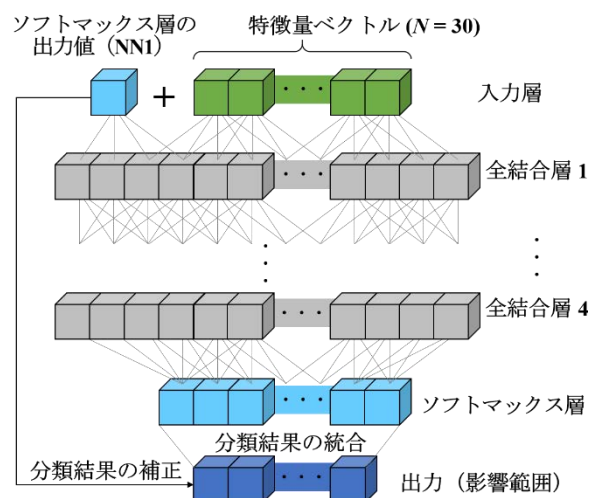 ソフトマックス層の
出力値（NN1）
特徴量ベクトル (N = 30)
+
・・・
入力層
全結合層 1
・・・
⋮
⋮
全結合層 4
・・・
ソフトマックス層
・・・
分類結果の統合
分類結果の補正
・・・
出力（影響範囲）